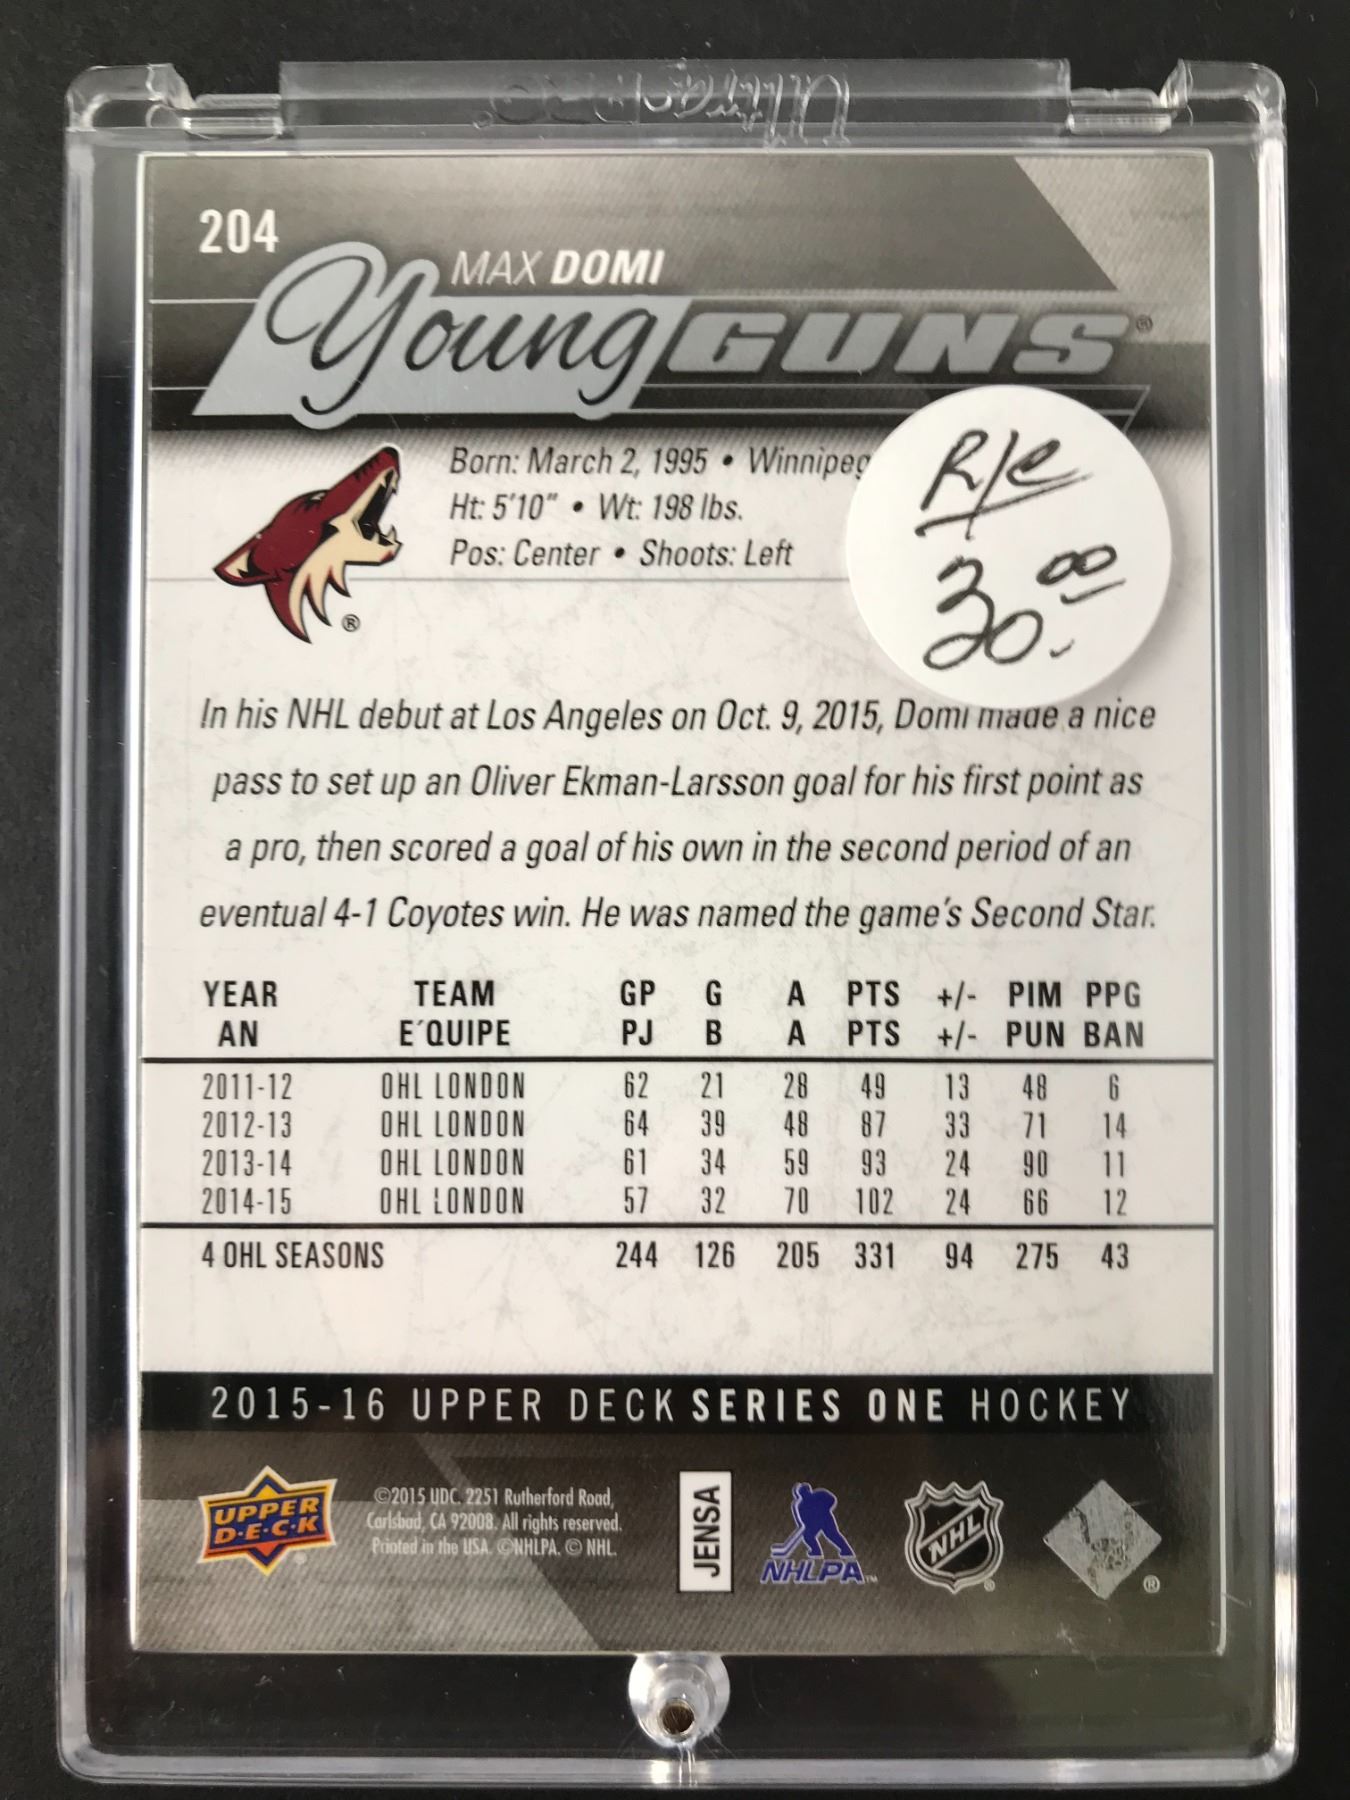 Ultra PRO
204
MAX DOMI
Young GUNS®
Born: March 2, 1995 • Winnipeg
Ht: 5'10" • Wt: 198 lbs.
Pos: Center • Shoots: Left
R/C
30.00
®
In his NHL debut at Los Angeles on Oct. 9, 2015, Domi made a nice
pass to set up an Oliver Ekman-Larsson goal for his first point as
a pro, then scored a goal of his own in the second period of an
eventual 4-1 Coyotes win. He was named the game's Second Star.
YEAR TEAM GP G A PTS +/- PIM PPG
AN E´QUIPE PJ B A PTS +/- PUN BAN
2011-12 OHL LONDON 62 21 28 49 13 48 6
2012-13 OHL LONDON 64 39 48 87 33 71 14
2013-14 OHL LONDON 61 34 59 93 24 90 11
2014-15 OHL LONDON 57 32 70 102 24 66 12
4 OHL SEASONS 244 126 205 331 94 275 43
2015-16 UPPER DECK SERIES ONE HOCKEY
UPPER D·E·C·K
©2015 UDC. 2251 Rutherford Road,
Carlsbad, CA 92008. All rights reserved.
Printed in the USA. ©NHLPA. © NHL.
JENSA
NHLPA™
NHL®
®